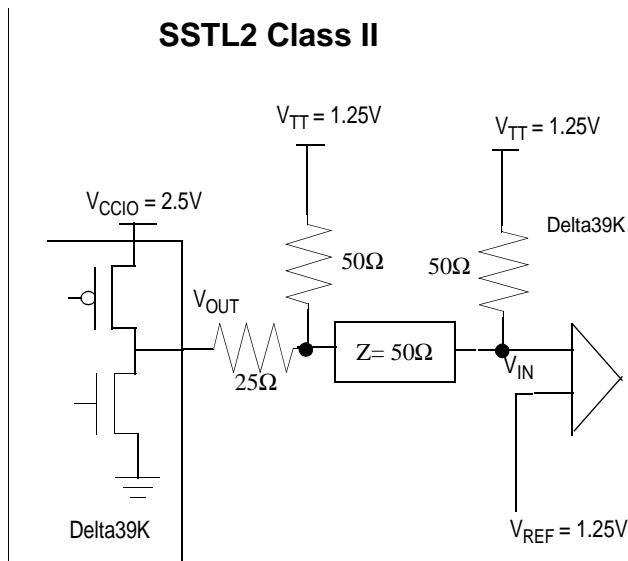 SSTL2 Class II
V_TT = 1.25V
V_TT = 1.25V
V_CCIO = 2.5V
Delta39K
50Ω
50Ω
V_OUT
Z= 50Ω
V_IN
25Ω
Delta39K
V_REF = 1.25V